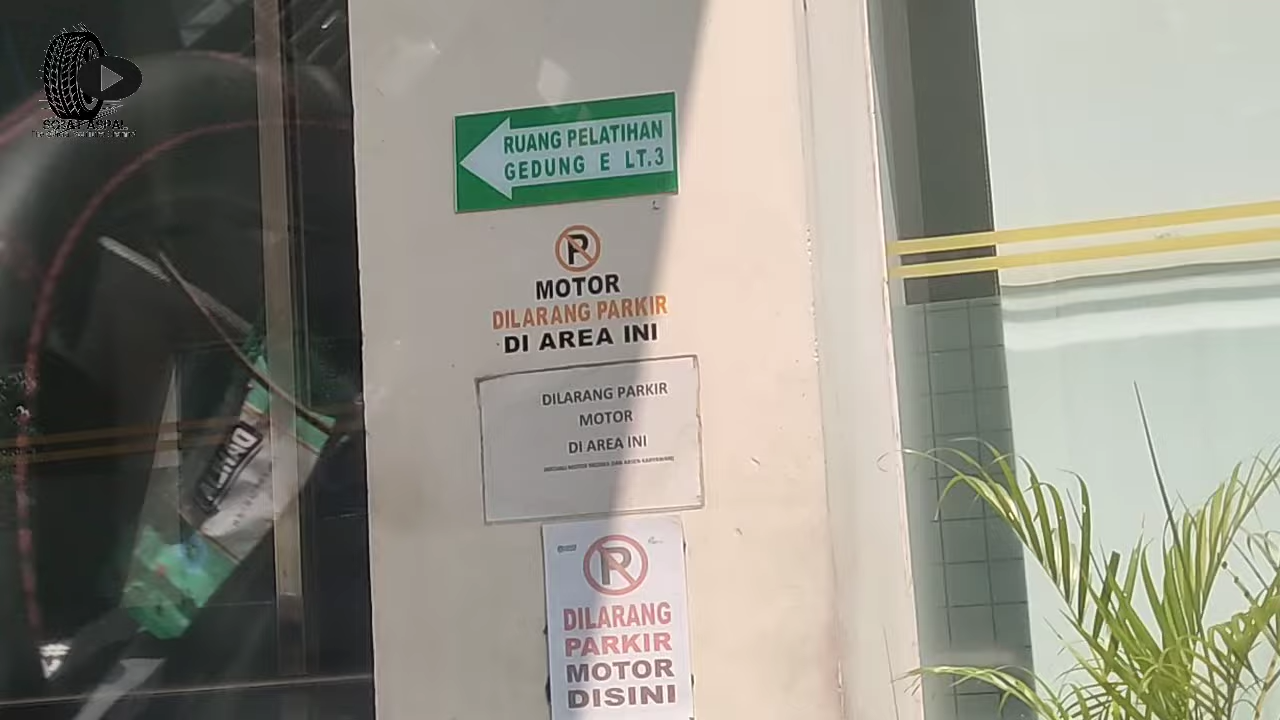 RUANG PELATIHAN
GEDUNG E LT.3
P
MOTOR
DILARANG PARKIR
DI AREA INI
DILARANG PARKIR
MOTOR
DI AREA INI
P
DILARANG
PARKIR
MOTOR
DISINI